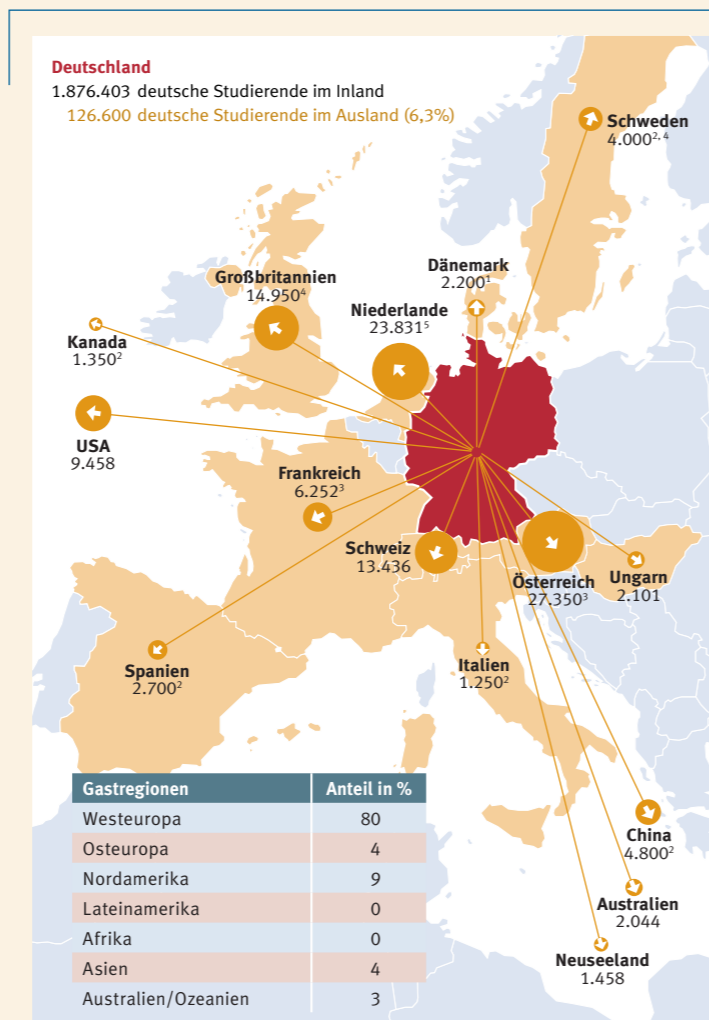 Deutschland
1.876.403 deutsche Studierende im Inland
126.600 deutsche Studierende im Ausland (6,3%)
Schweden
4.000²,⁴
Dänemark
2.200¹
Großbritannien
14.950⁴
Niederlande
23.831⁵
Kanada
1.350²
USA
9.458
Frankreich
6.252³
Schweiz
13.436
Österreich
27.350³
Ungarn
2.101
Spanien
2.700²
Italien
1.250²
China
4.800²
Australien
2.044
Neuseeland
1.458
Gastregionen Anteil in %
Westeuropa 80
Osteuropa 4
Nordamerika 9
Lateinamerika 0
Afrika 0
Asien 4
Australien/Ozeanien 3